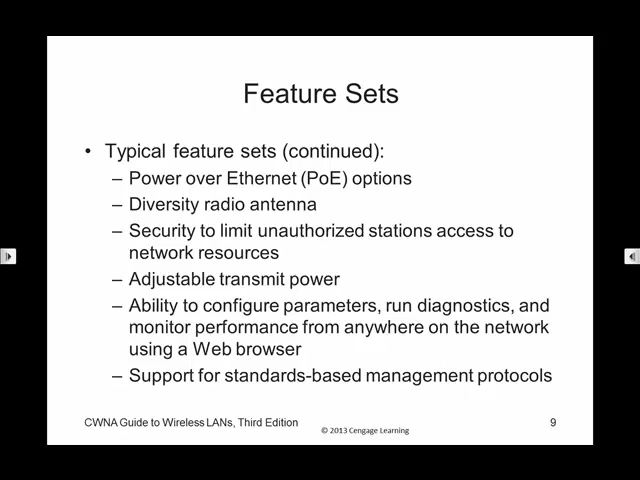 Feature Sets
• Typical feature sets (continued):
– Power over Ethernet (PoE) options
– Diversity radio antenna
– Security to limit unauthorized stations access to
network resources
– Adjustable transmit power
– Ability to configure parameters, run diagnostics, and
monitor performance from anywhere on the network
using a Web browser
– Support for standards-based management protocols
CWNA Guide to Wireless LANs, Third Edition
© 2013 Cengage Learning
9